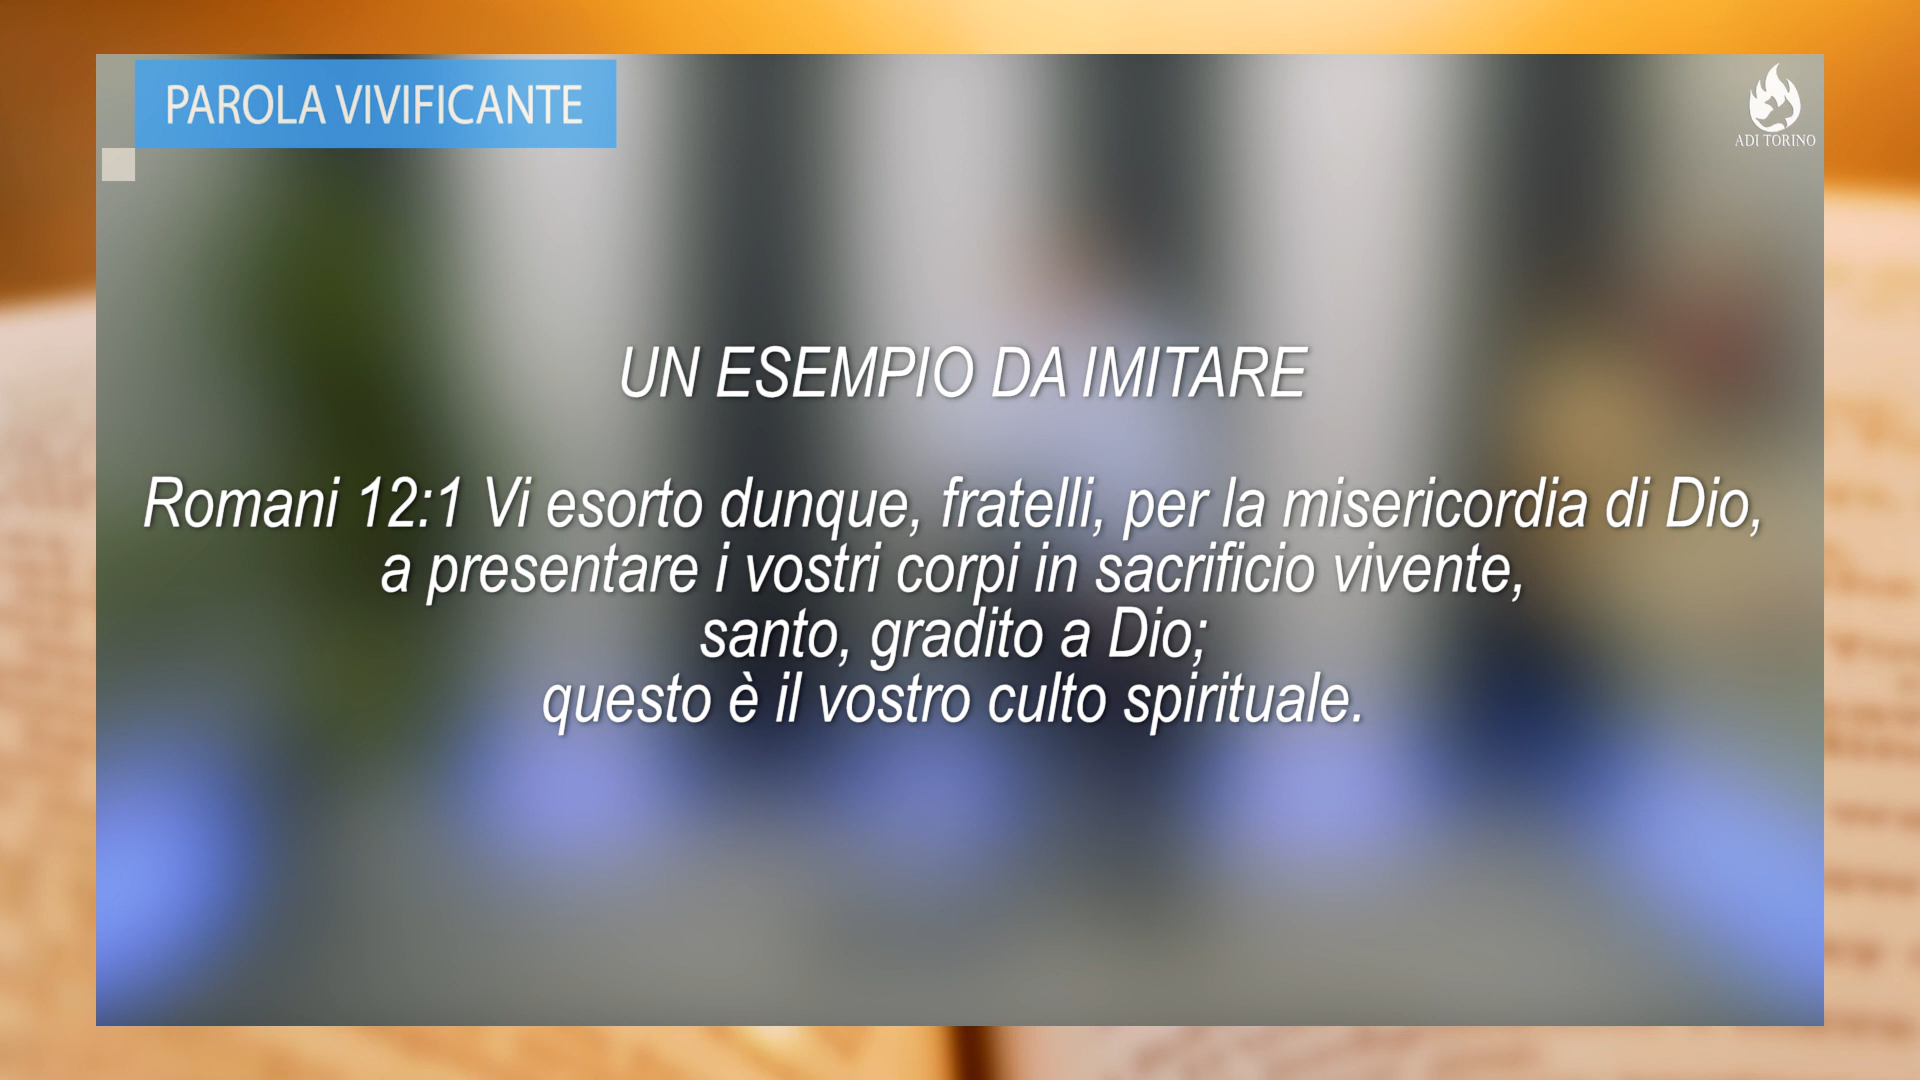 PAROLA VIVIFICANTE
ADI TORINO
UN ESEMPIO DA IMITARE
Romani 12:1 Vi esorto dunque, fratelli, per la misericordia di Dio,
a presentare i vostri corpi in sacrificio vivente,
santo, gradito a Dio;
questo è il vostro culto spirituale.